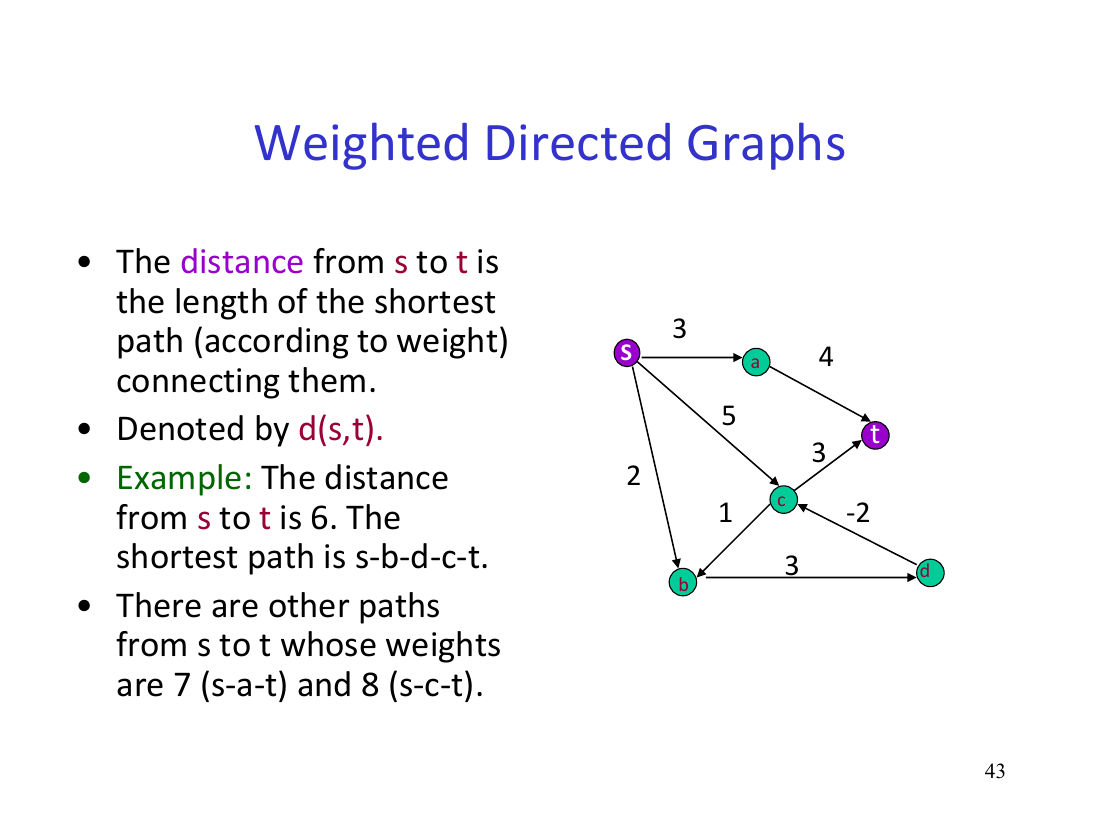 Weighted Directed Graphs
• The distance from s to t is
the length of the shortest
path (according to weight)
connecting them.
• Denoted by d(s,t).
• Example: The distance
from s to t is 6. The
shortest path is s-b-d-c-t.
• There are other paths
from s to t whose weights
are 7 (s-a-t) and 8 (s-c-t).
3
s
a
4
5
t
3
2
c
1
-2
3
b
d
43